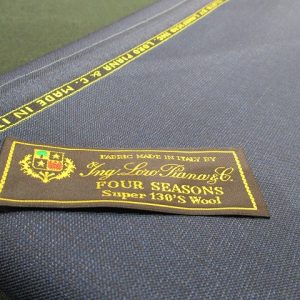 LORO PIANA & C. MADE IN
FABRIC MADE IN ITALY BY
Ing. Loro Piana & C.
FOUR SEASONS
Super 130'S Wool